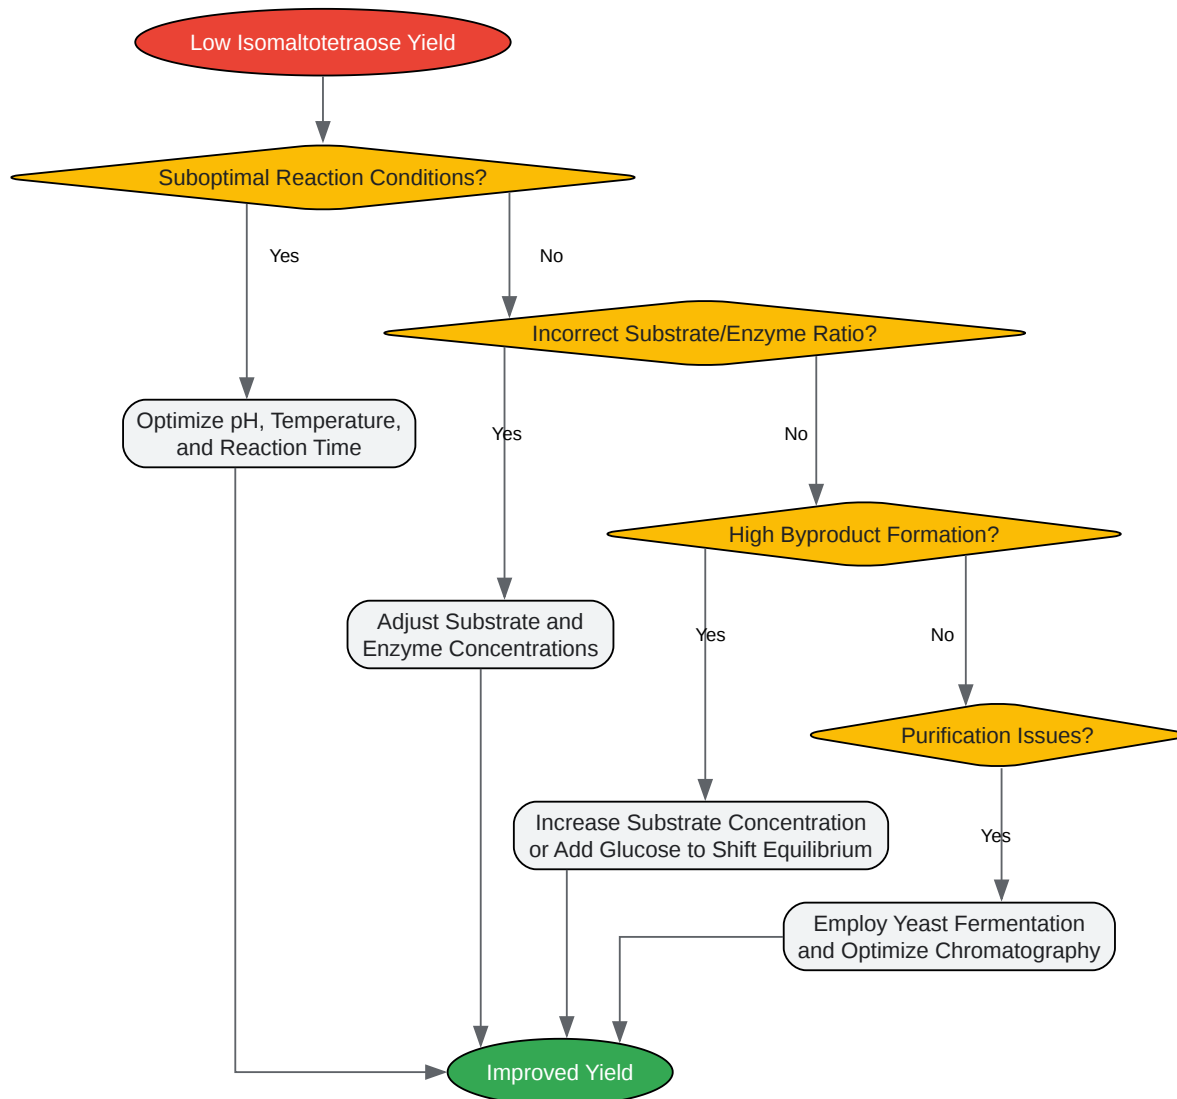 Low Isomaltotetraose Yield
Suboptimal Reaction Conditions?
Yes
No
Incorrect Substrate/Enzyme Ratio?
Optimize pH, Temperature,
and Reaction Time
Yes
No
High Byproduct Formation?
Adjust Substrate and
Enzyme Concentrations
Yes
No
Purification Issues?
Increase Substrate Concentration
or Add Glucose to Shift Equilibrium
Yes
Employ Yeast Fermentation
and Optimize Chromatography
Improved Yield